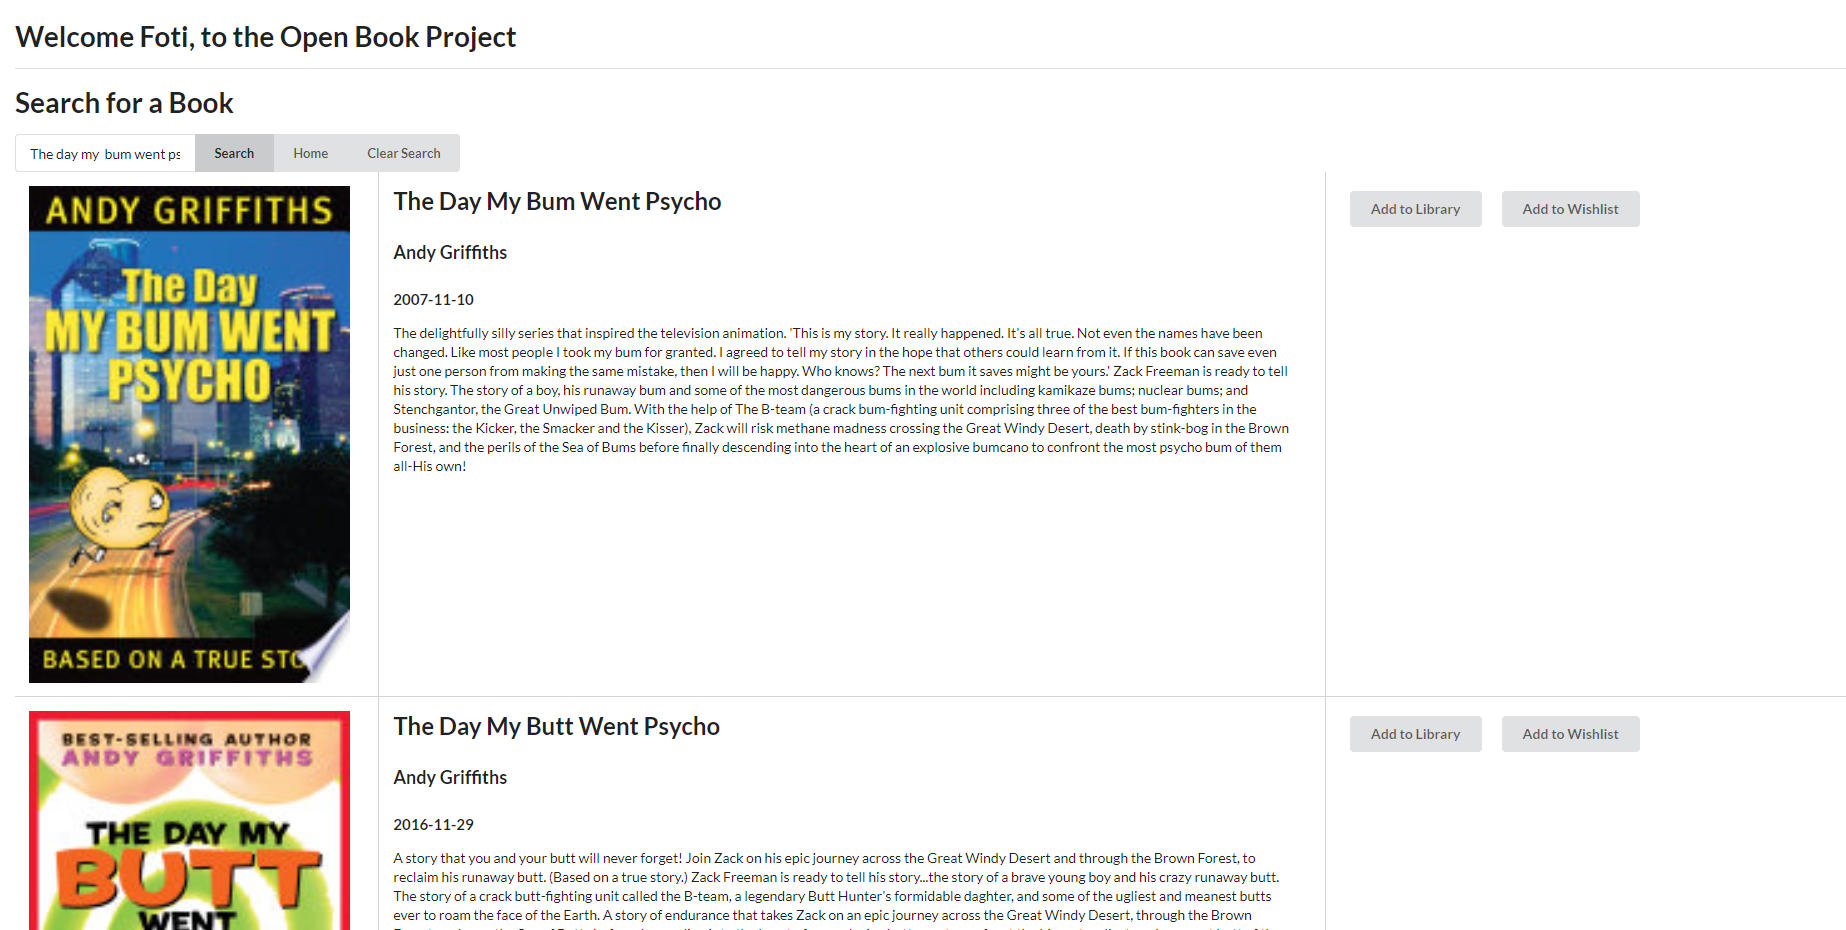 Welcome Foti, to the Open Book Project
Search for a Book
The day my bum went ps
Search
Home
Clear Search
ANDY GRIFFITHS
The Day
MY BUM WENT
PSYCHO
BASED ON A TRUE STO
The Day My Bum Went Psycho
Andy Griffiths
2007-11-10
The delightfully silly series that inspired the television animation. 'This is my story. It really happened. It's all true. Not even the names have been
changed. Like most people I took my bum for granted. I agreed to tell my story in the hope that others could learn from it. If this book can save even
just one person from making the same mistake, then I will be happy. Who knows? The next bum it saves might be yours.' Zack Freeman is ready to tell
his story. The story of a boy, his runaway bum and some of the most dangerous bums in the world including kamikaze bums; nuclear bums; and
Stenchgantor, the Great Unwiped Bum. With the help of The B-team (a crack bum-fighting unit comprising three of the best bum-fighters in the
business: the Kicker, the Smacker and the Kisser), Zack will risk methane madness crossing the Great Windy Desert, death by stink-bog in the Brown
Forest, and the perils of the Sea of Bums before finally descending into the heart of an explosive bumcano to confront the most psycho bum of them
all-His own!
Add to Library
Add to Wishlist
BEST-SELLING AUTHOR
ANDY GRIFFITHS
THE DAY MY
BUTT
WENT
The Day My Butt Went Psycho
Andy Griffiths
2016-11-29
A story that you and your butt will never forget! Join Zack on his epic journey across the Great Windy Desert and through the Brown Forest, to
reclaim his runaway butt. (Based on a true story.) Zack Freeman is ready to tell his story...the story of a brave young boy and his crazy runaway butt.
The story of a crack butt-fighting unit called the B-team, a legendary Butt Hunter's formidable daghter, and some of the ugliest and meanest butts
ever to roam the face of the Earth. A story of endurance that takes Zack on an epic journey across the Great Windy Desert, through the Brown
Add to Library
Add to Wishlist